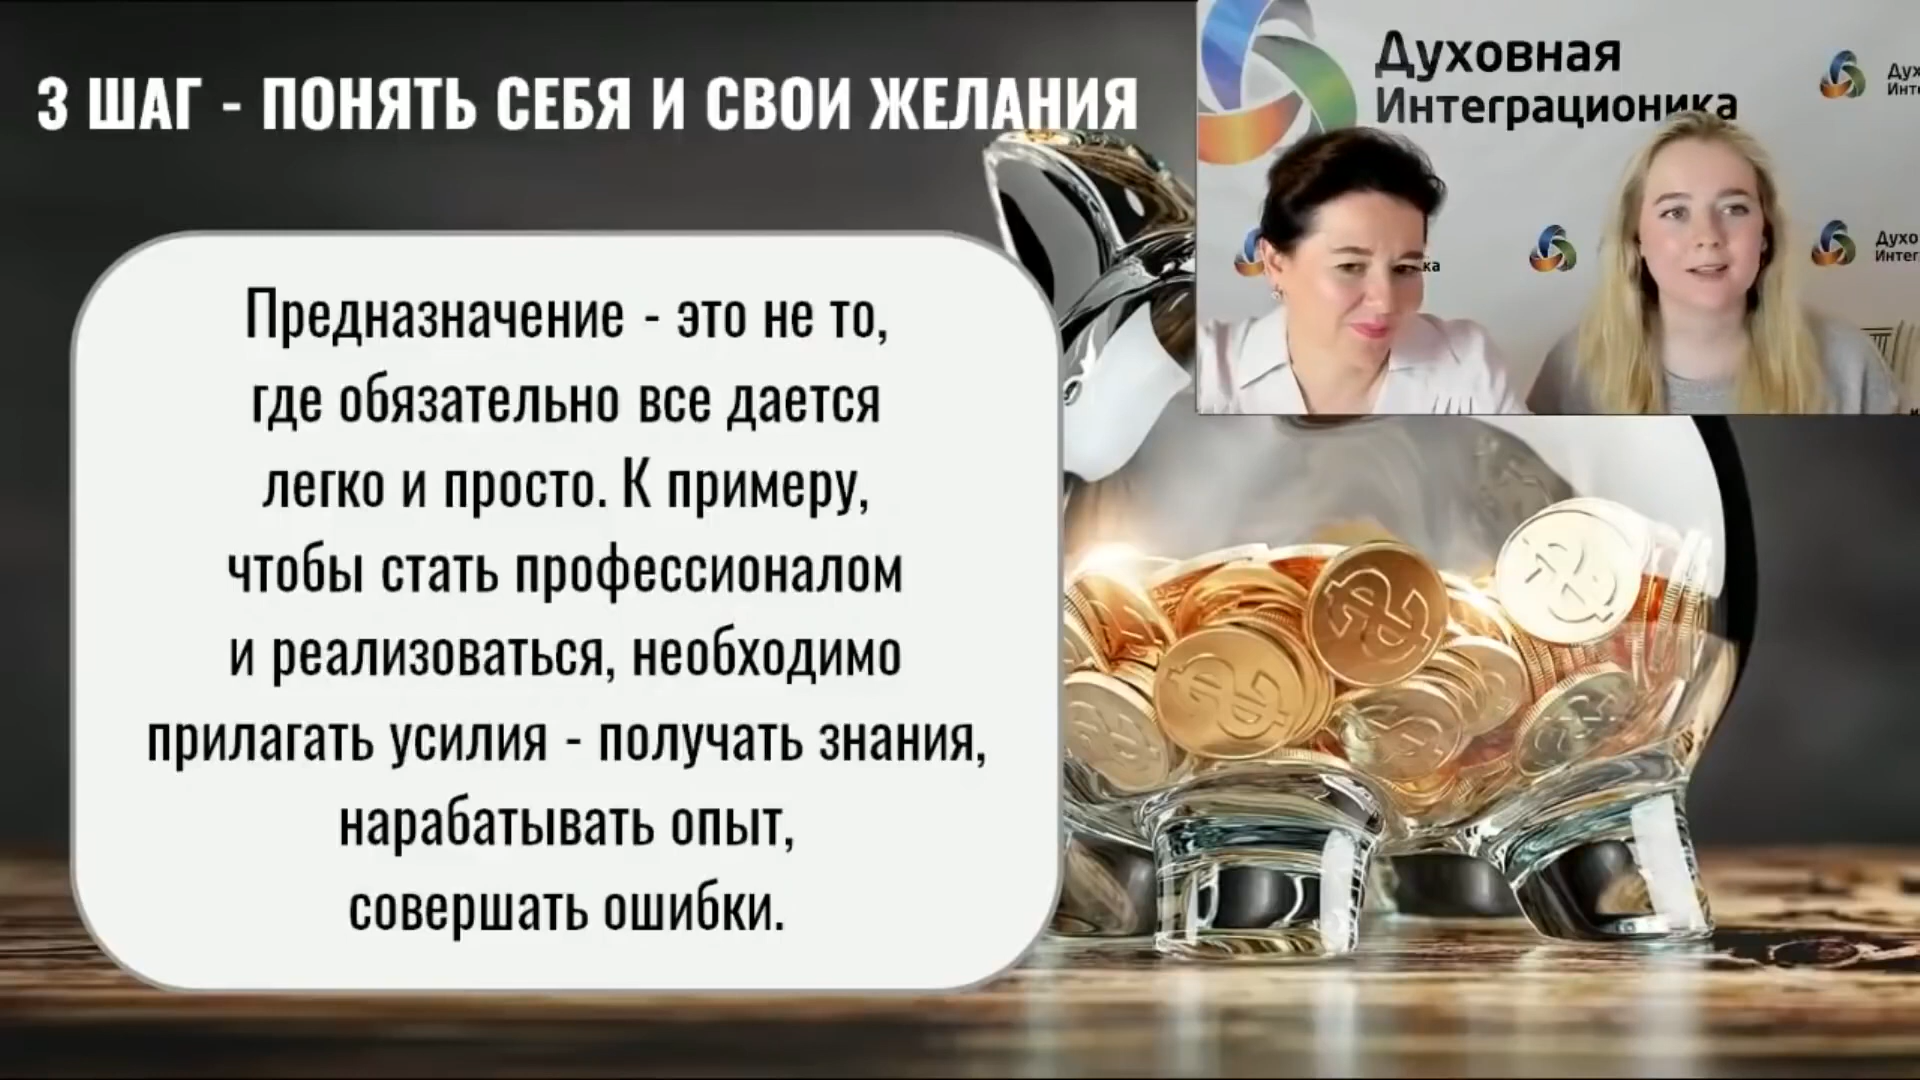 3 ШАГ - ПОНЯТЬ СЕБЯ И СВОИ ЖЕЛАНИЯ
Предназначение - это не то,
где обязательно все дается
легко и просто. К примеру,
чтобы стать профессионалом
и реализоваться, необходимо
прилагать усилия - получать знания,
нарабатывать опыт,
совершать ошибки.
Духовная
Интеграционика